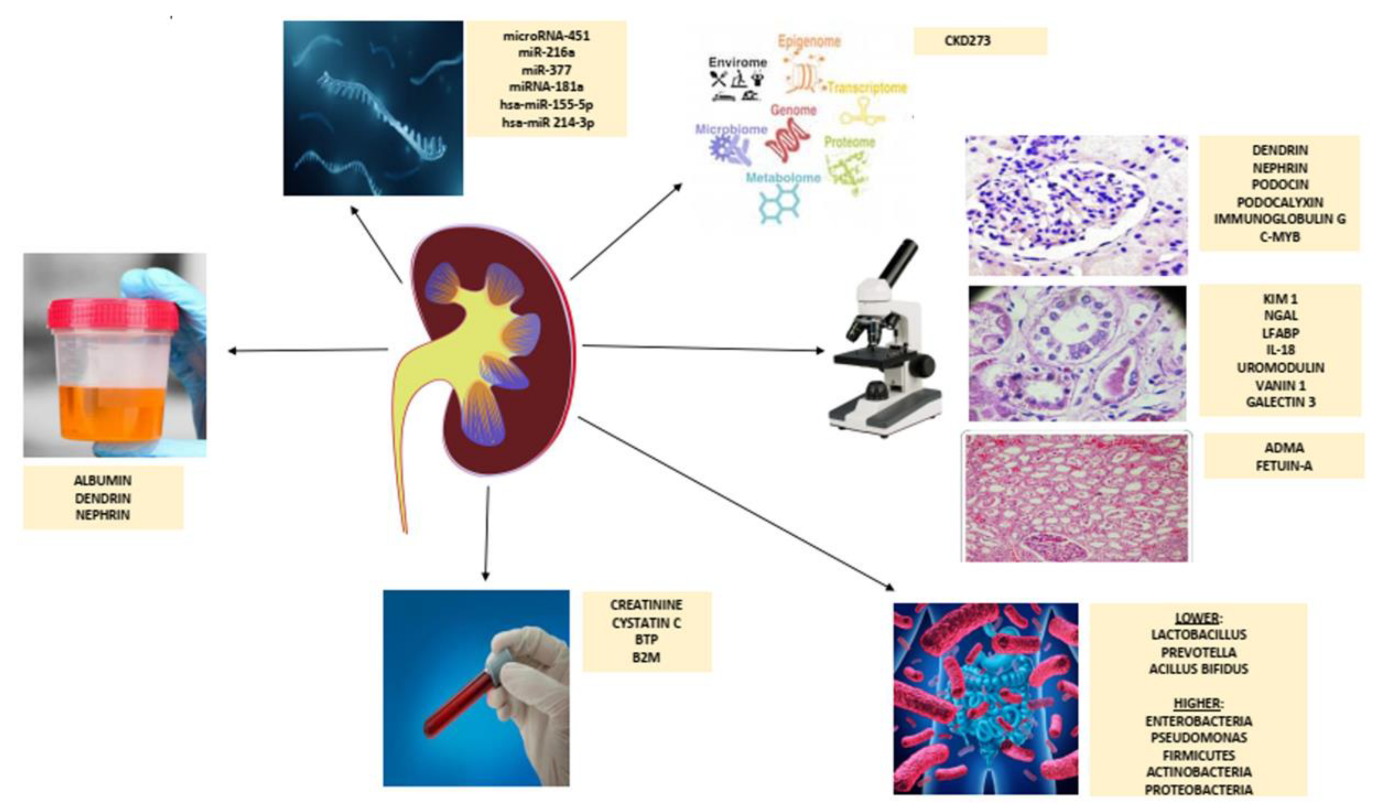 microRNA-451
miR-216a
miR-377
miRNA-181a
hsa-miR-155-5p
hsa-miR 214-3p
Epigenome
Envirome
Transcriptome
Genome
Microbiome
Proteome
Metabolome
CKD273
DENDRIN
NEPHRIN
PODOCIN
PODOCALYXIN
IMMUNOGLOBULIN G
C-MYB
KIM 1
NGAL
LFABP
IL-18
UROMODULIN
VANIN 1
GALECTIN 3
ADMA
FETUIN-A
ALBUMIN
DENDRIN
NEPHRIN
CREATININE
CYSTATIN C
BTP
B2M
LOWER:
LACTOBACILLUS
PREVOTELLA
ACILLUS BIFIDUS
HIGHER:
ENTEROBACTERIA
PSEUDOMONAS
FIRMICUTES
ACTINOBACTERIA
PROTEOBACTERIA